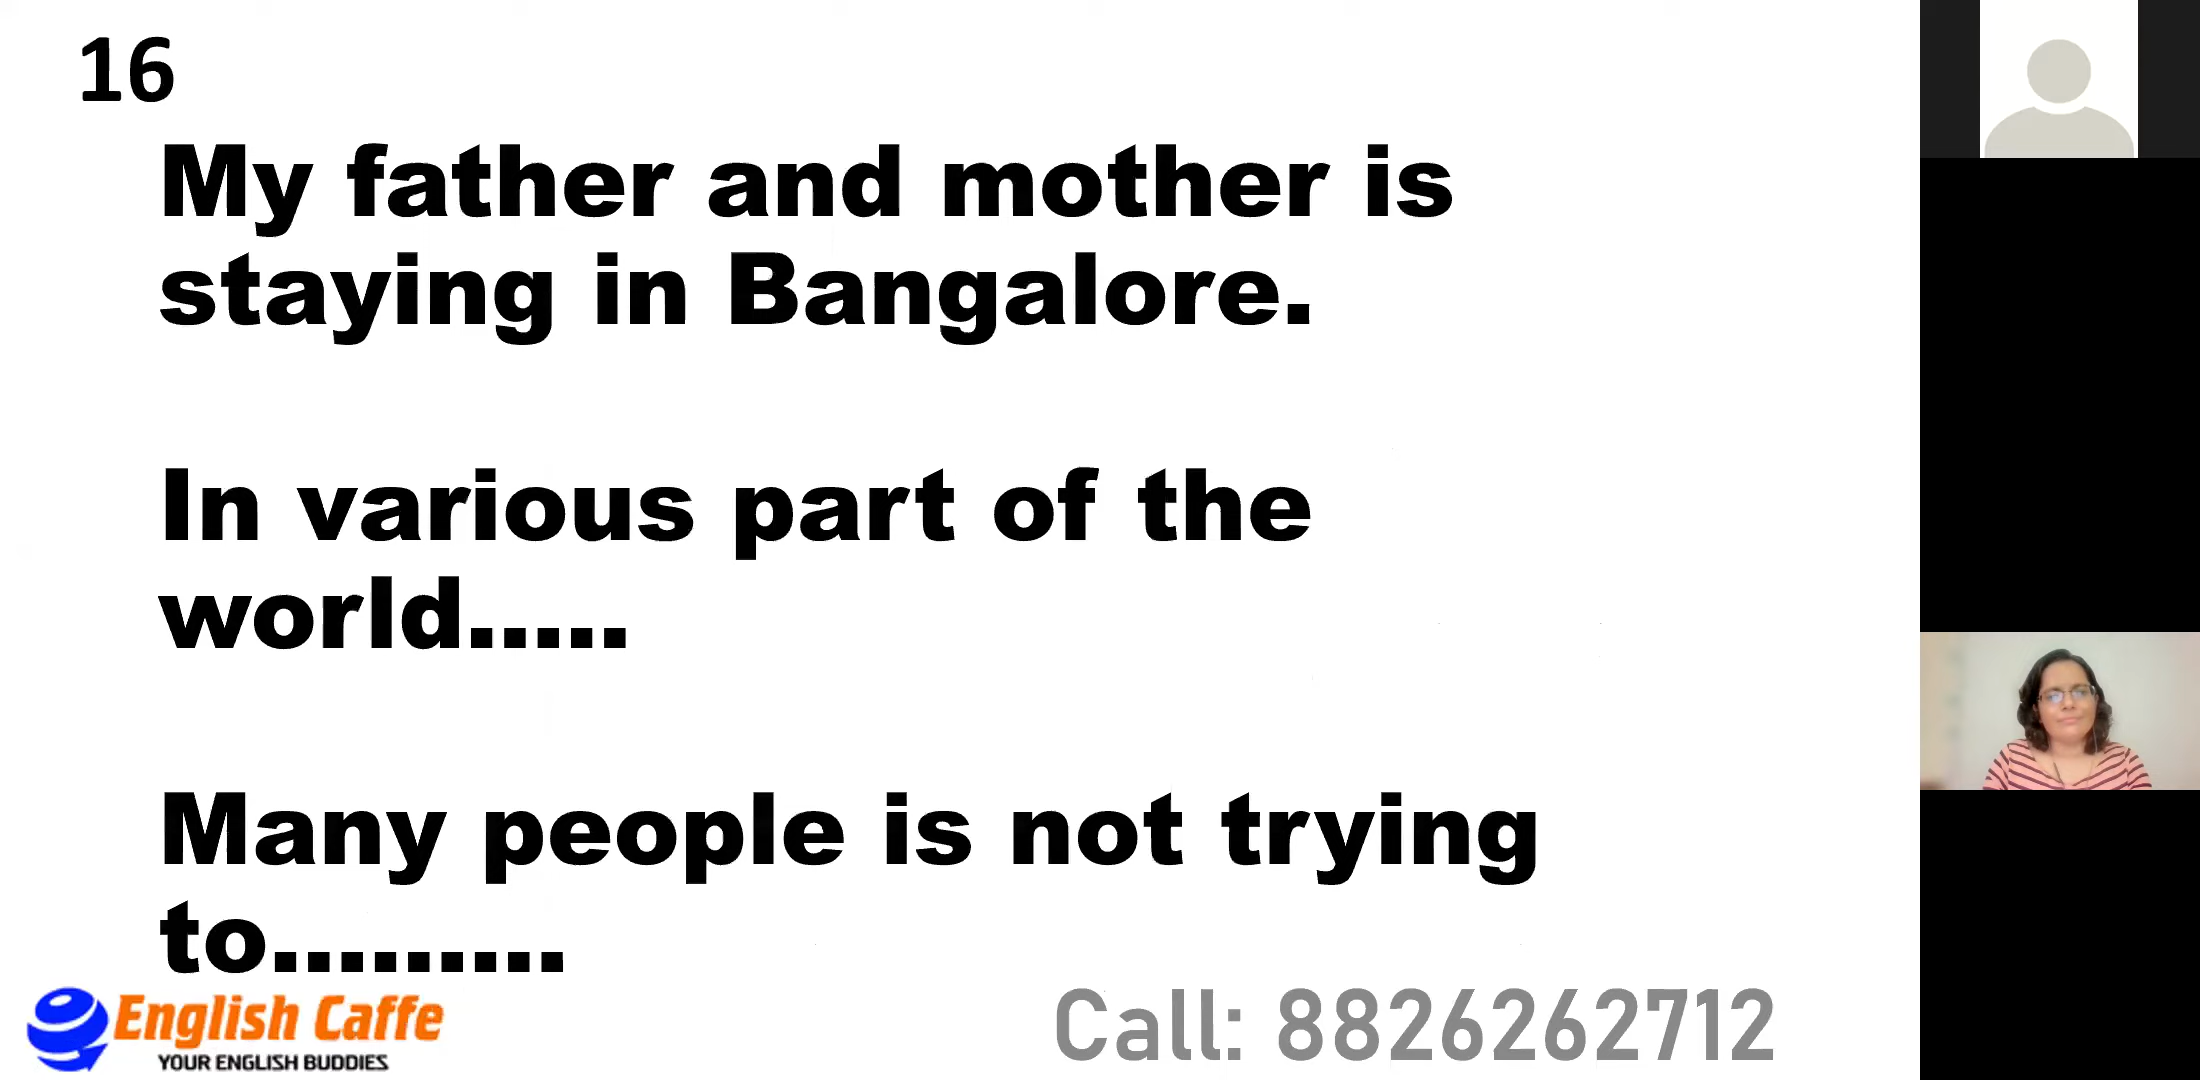 16
My father and mother is
staying in Bangalore.
In various part of the
world.....
Many people is not trying
to.........
English Caffe
YOUR ENGLISH BUDDIES
Call: 8826262712